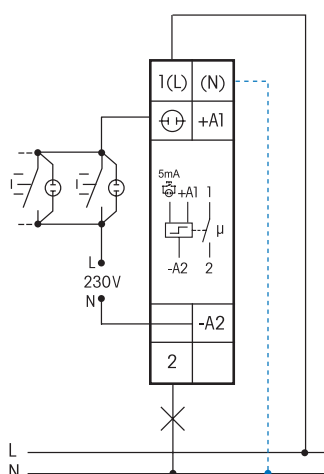 1(L) (N)
+A1
5mA
+A1 1
µ
-A2 2
L
230V
N
-A2
2
L
N